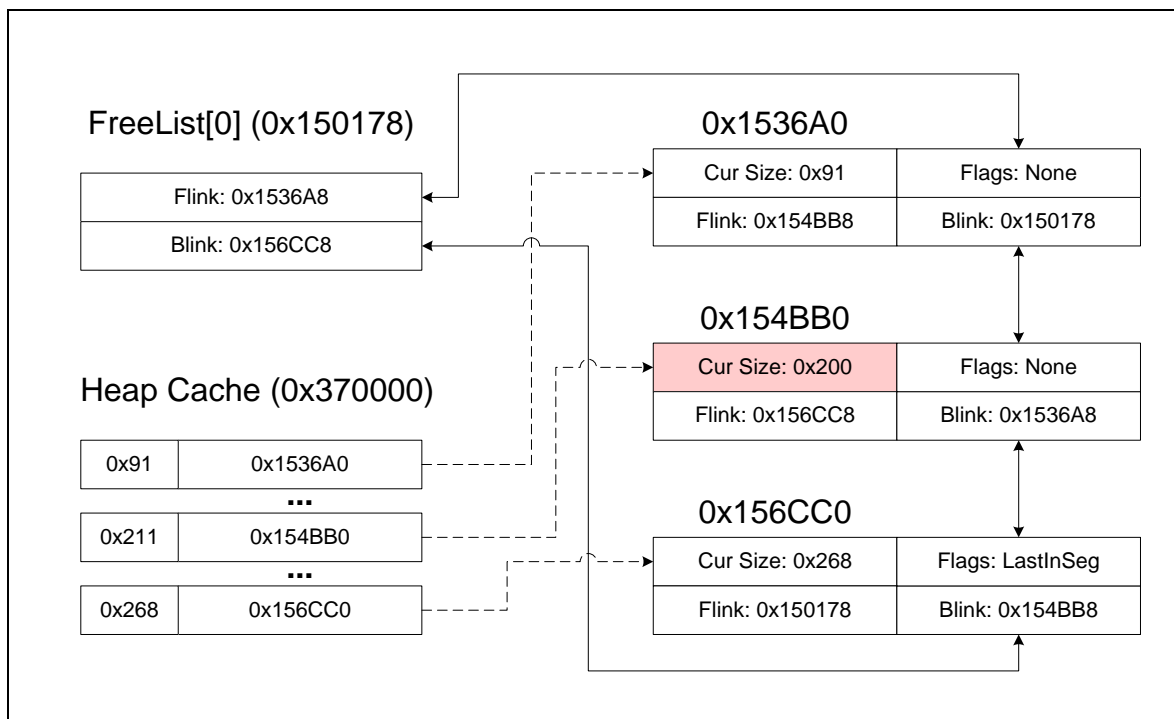 FreeList[0] (0x150178)
Flink: 0x1536A8
Blink: 0x156CC8
Heap Cache (0x370000)
0x91 0x1536A0
...
0x211 0x154BB0
...
0x268 0x156CC0
0x1536A0
Cur Size: 0x91 Flags: None
Flink: 0x154BB8 Blink: 0x150178
0x154BB0
Cur Size: 0x200 Flags: None
Flink: 0x156CC8 Blink: 0x1536A8
0x156CC0
Cur Size: 0x268 Flags: LastInSeg
Flink: 0x150178 Blink: 0x154BB8